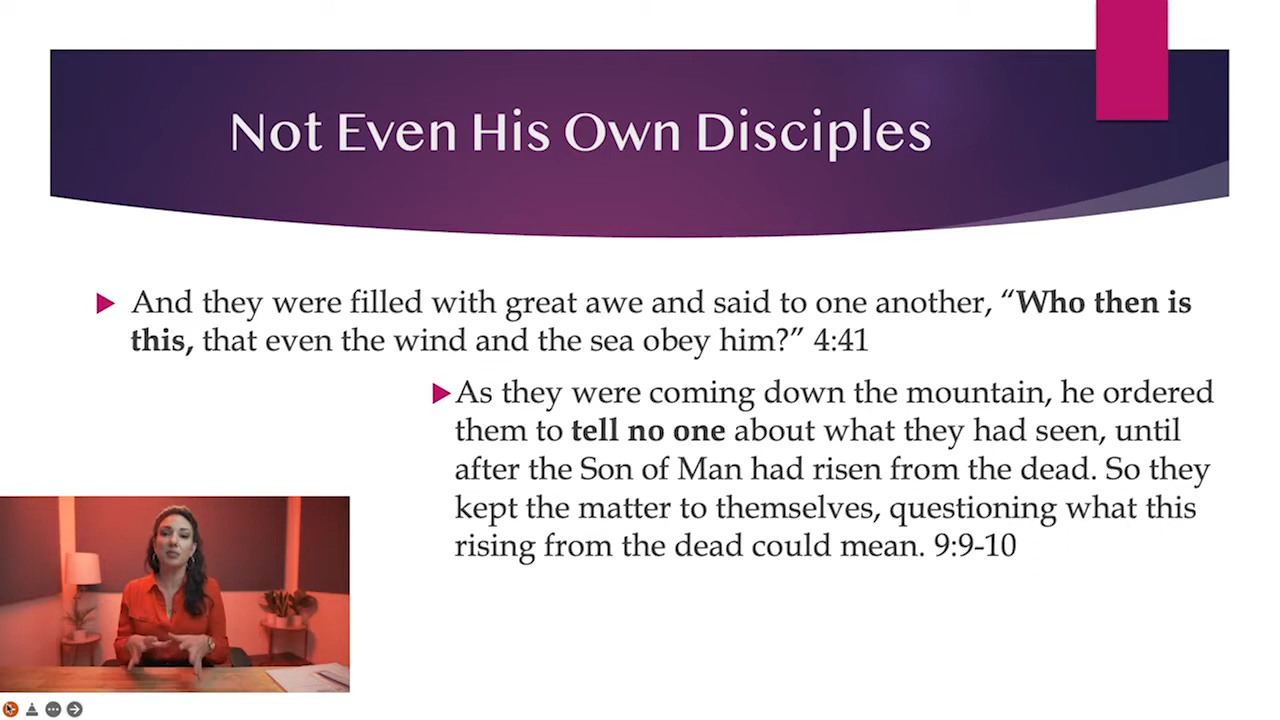 Not Even His Own Disciples
And they were filled with great awe and said to one another, “Who then is
this, that even the wind and the sea obey him?” 4:41
As they were coming down the mountain, he ordered
them to tell no one about what they had seen, until
after the Son of Man had risen from the dead. So they
kept the matter to themselves, questioning what this
rising from the dead could mean. 9:9-10